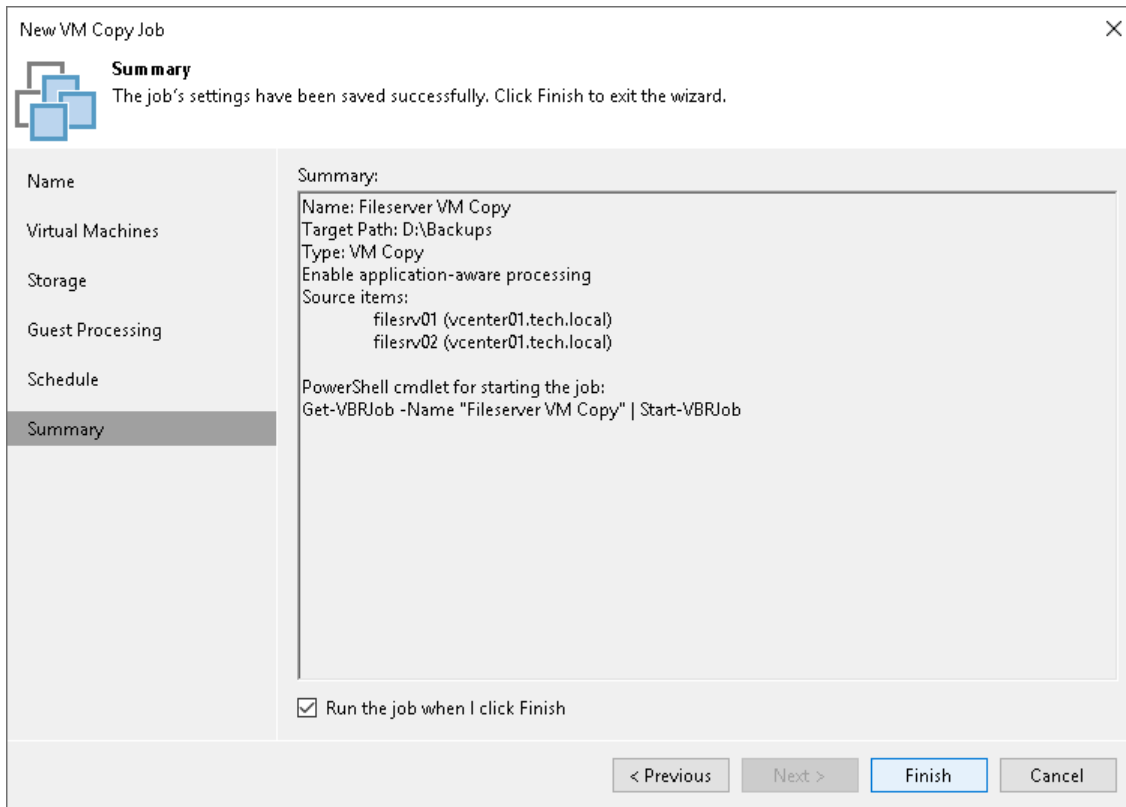 New VM Copy Job
Summary
The job's settings have been saved successfully. Click Finish to exit the wizard.
Name
Virtual Machines
Storage
Guest Processing
Schedule
Summary
Summary:
Name: Fileserver VM Copy
Target Path: D:\Backups
Type: VM Copy
Enable application-aware processing
Source items:
filesrv01 (vcenter01.tech.local)
filesrv02 (vcenter01.tech.local)
PowerShell cmdlet for starting the job:
Get-VBRJob -Name "Fileserver VM Copy" | Start-VBRJob
Run the job when I click Finish
< Previous
Next >
Finish
Cancel